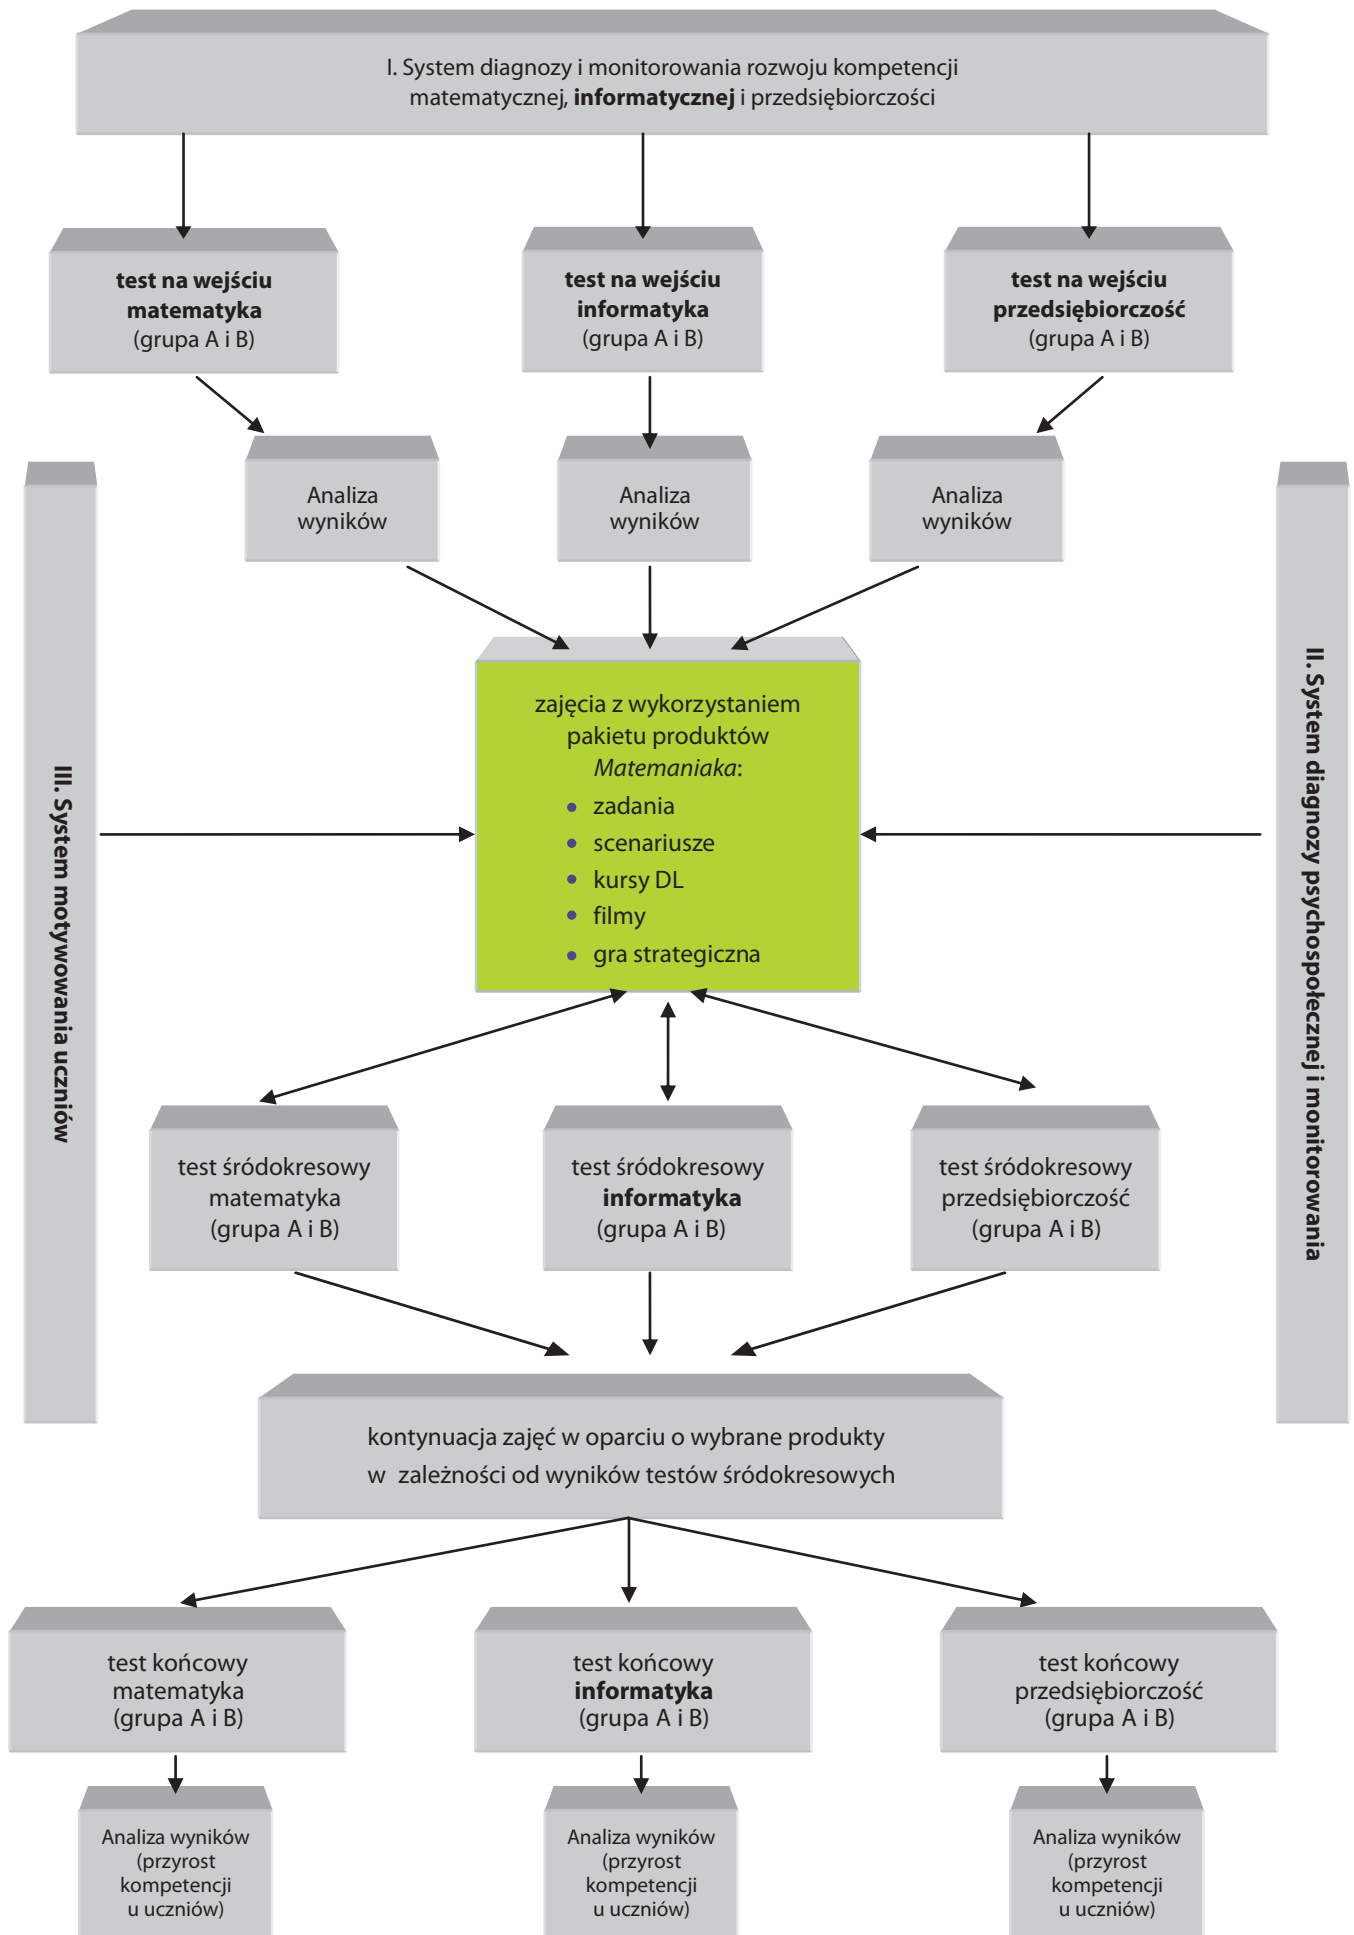 I. System diagnozy i monitorowania rozwoju kompetencji
matematycznej, informatycznej i przedsiębiorczości
test na wejściu
matematyka
(grupa A i B)
test na wejściu
informatyka
(grupa A i B)
test na wejściu
przedsiębiorczość
(grupa A i B)
Analiza
wyników
Analiza
wyników
Analiza
wyników
III. System motywowania uczniów
zajęcia z wykorzystaniem
pakietu produktów
Matemaniaka:
• zadania
• scenariusze
• kursy DL
• filmy
• gra strategiczna
II. System diagnozy psychospołecznej i monitorowania
test śródokresowy
matematyka
(grupa A i B)
test śródokresowy
informatyka
(grupa A i B)
test śródokresowy
przedsiębiorczość
(grupa A i B)
kontynuacja zajęć w oparciu o wybrane produkty
w zależności od wyników testów śródokresowych
test końcowy
matematyka
(grupa A i B)
test końcowy
informatyka
(grupa A i B)
test końcowy
przedsiębiorczość
(grupa A i B)
Analiza wyników
(przyrost
kompetencji
u uczniów)
Analiza wyników
(przyrost
kompetencji
u uczniów)
Analiza wyników
(przyrost
kompetencji
u uczniów)